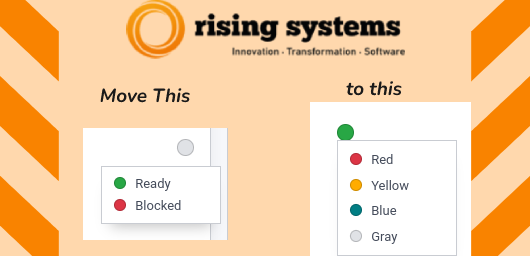 rising systems
Innovation · Transformation · Software
Move This
to this
Ready
Blocked
Red
Yellow
Blue
Gray